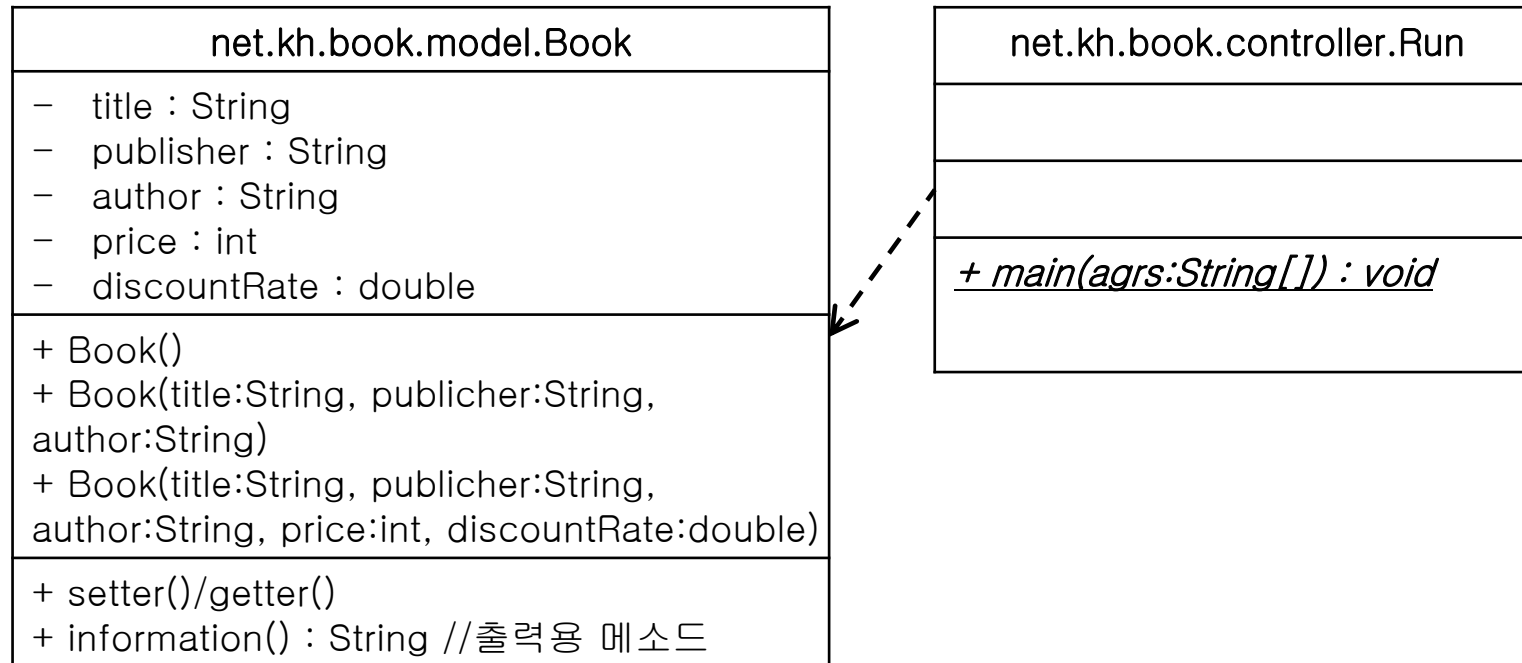 net.kh.book.model.Book
- title : String
- publisher : String
- author : String
- price : int
- discountRate : double
+ Book()
+ Book(title:String, publicher:String,
author:String)
+ Book(title:String, publicher:String,
author:String, price:int, discountRate:double)
+ setter()/getter()
+ information() : String //출력용 메소드
net.kh.book.controller.Run
+ main(agrs:String[]) : void